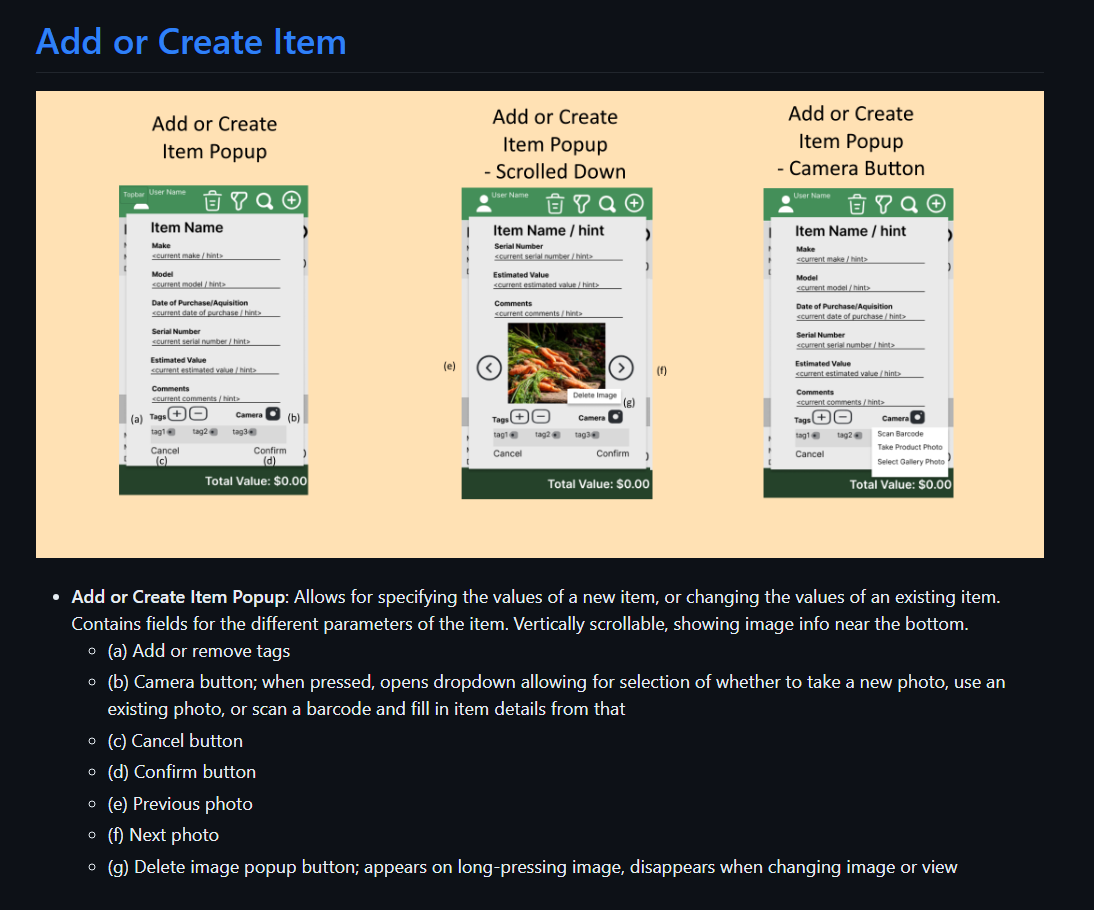 Add or Create Item
Add or Create
Item Popup
Add or Create
Item Popup
- Scrolled Down
Add or Create
Item Popup
- Camera Button
Topbar User Name
Item Name
Make
<current make / hint>
Model
<current model / hint>
Date of Purchase/Aquisition
<current date of purchase / hint>
Serial Number
<current serial number / hint>
Estimated Value
<current estimated value / hint>
Comments
<current comments / hint>
(a) Tags Camera (b)
tag1 tag2 tag3
Cancel Confirm
(c) (d)
Total Value: $0.00
User Name
Item Name / hint
Serial Number
<current serial number / hint>
Estimated Value
<current estimated value / hint>
Comments
<current comments / hint>
(e) (f)
Delete Image (g)
Tags Camera
tag1 tag2 tag3
Cancel Confirm
Total Value: $0.00
User Name
Item Name / hint
Make
<current make / hint>
Model
<current model / hint>
Date of Purchase/Aquisition
<current date of purchase / hint>
Serial Number
<current serial number / hint>
Estimated Value
<current estimated value / hint>
Comments
<current comments / hint>
Tags Camera
tag1 tag2
Scan Barcode
Take Product Photo
Select Gallery Photo
Cancel
Total Value: $0.00
• Add or Create Item Popup: Allows for specifying the values of a new item, or changing the values of an existing item.
Contains fields for the different parameters of the item. Vertically scrollable, showing image info near the bottom.
(a) Add or remove tags
(b) Camera button; when pressed, opens dropdown allowing for selection of whether to take a new photo, use an
existing photo, or scan a barcode and fill in item details from that
(c) Cancel button
(d) Confirm button
(e) Previous photo
(f) Next photo
(g) Delete image popup button; appears on long-pressing image, disappears when changing image or view